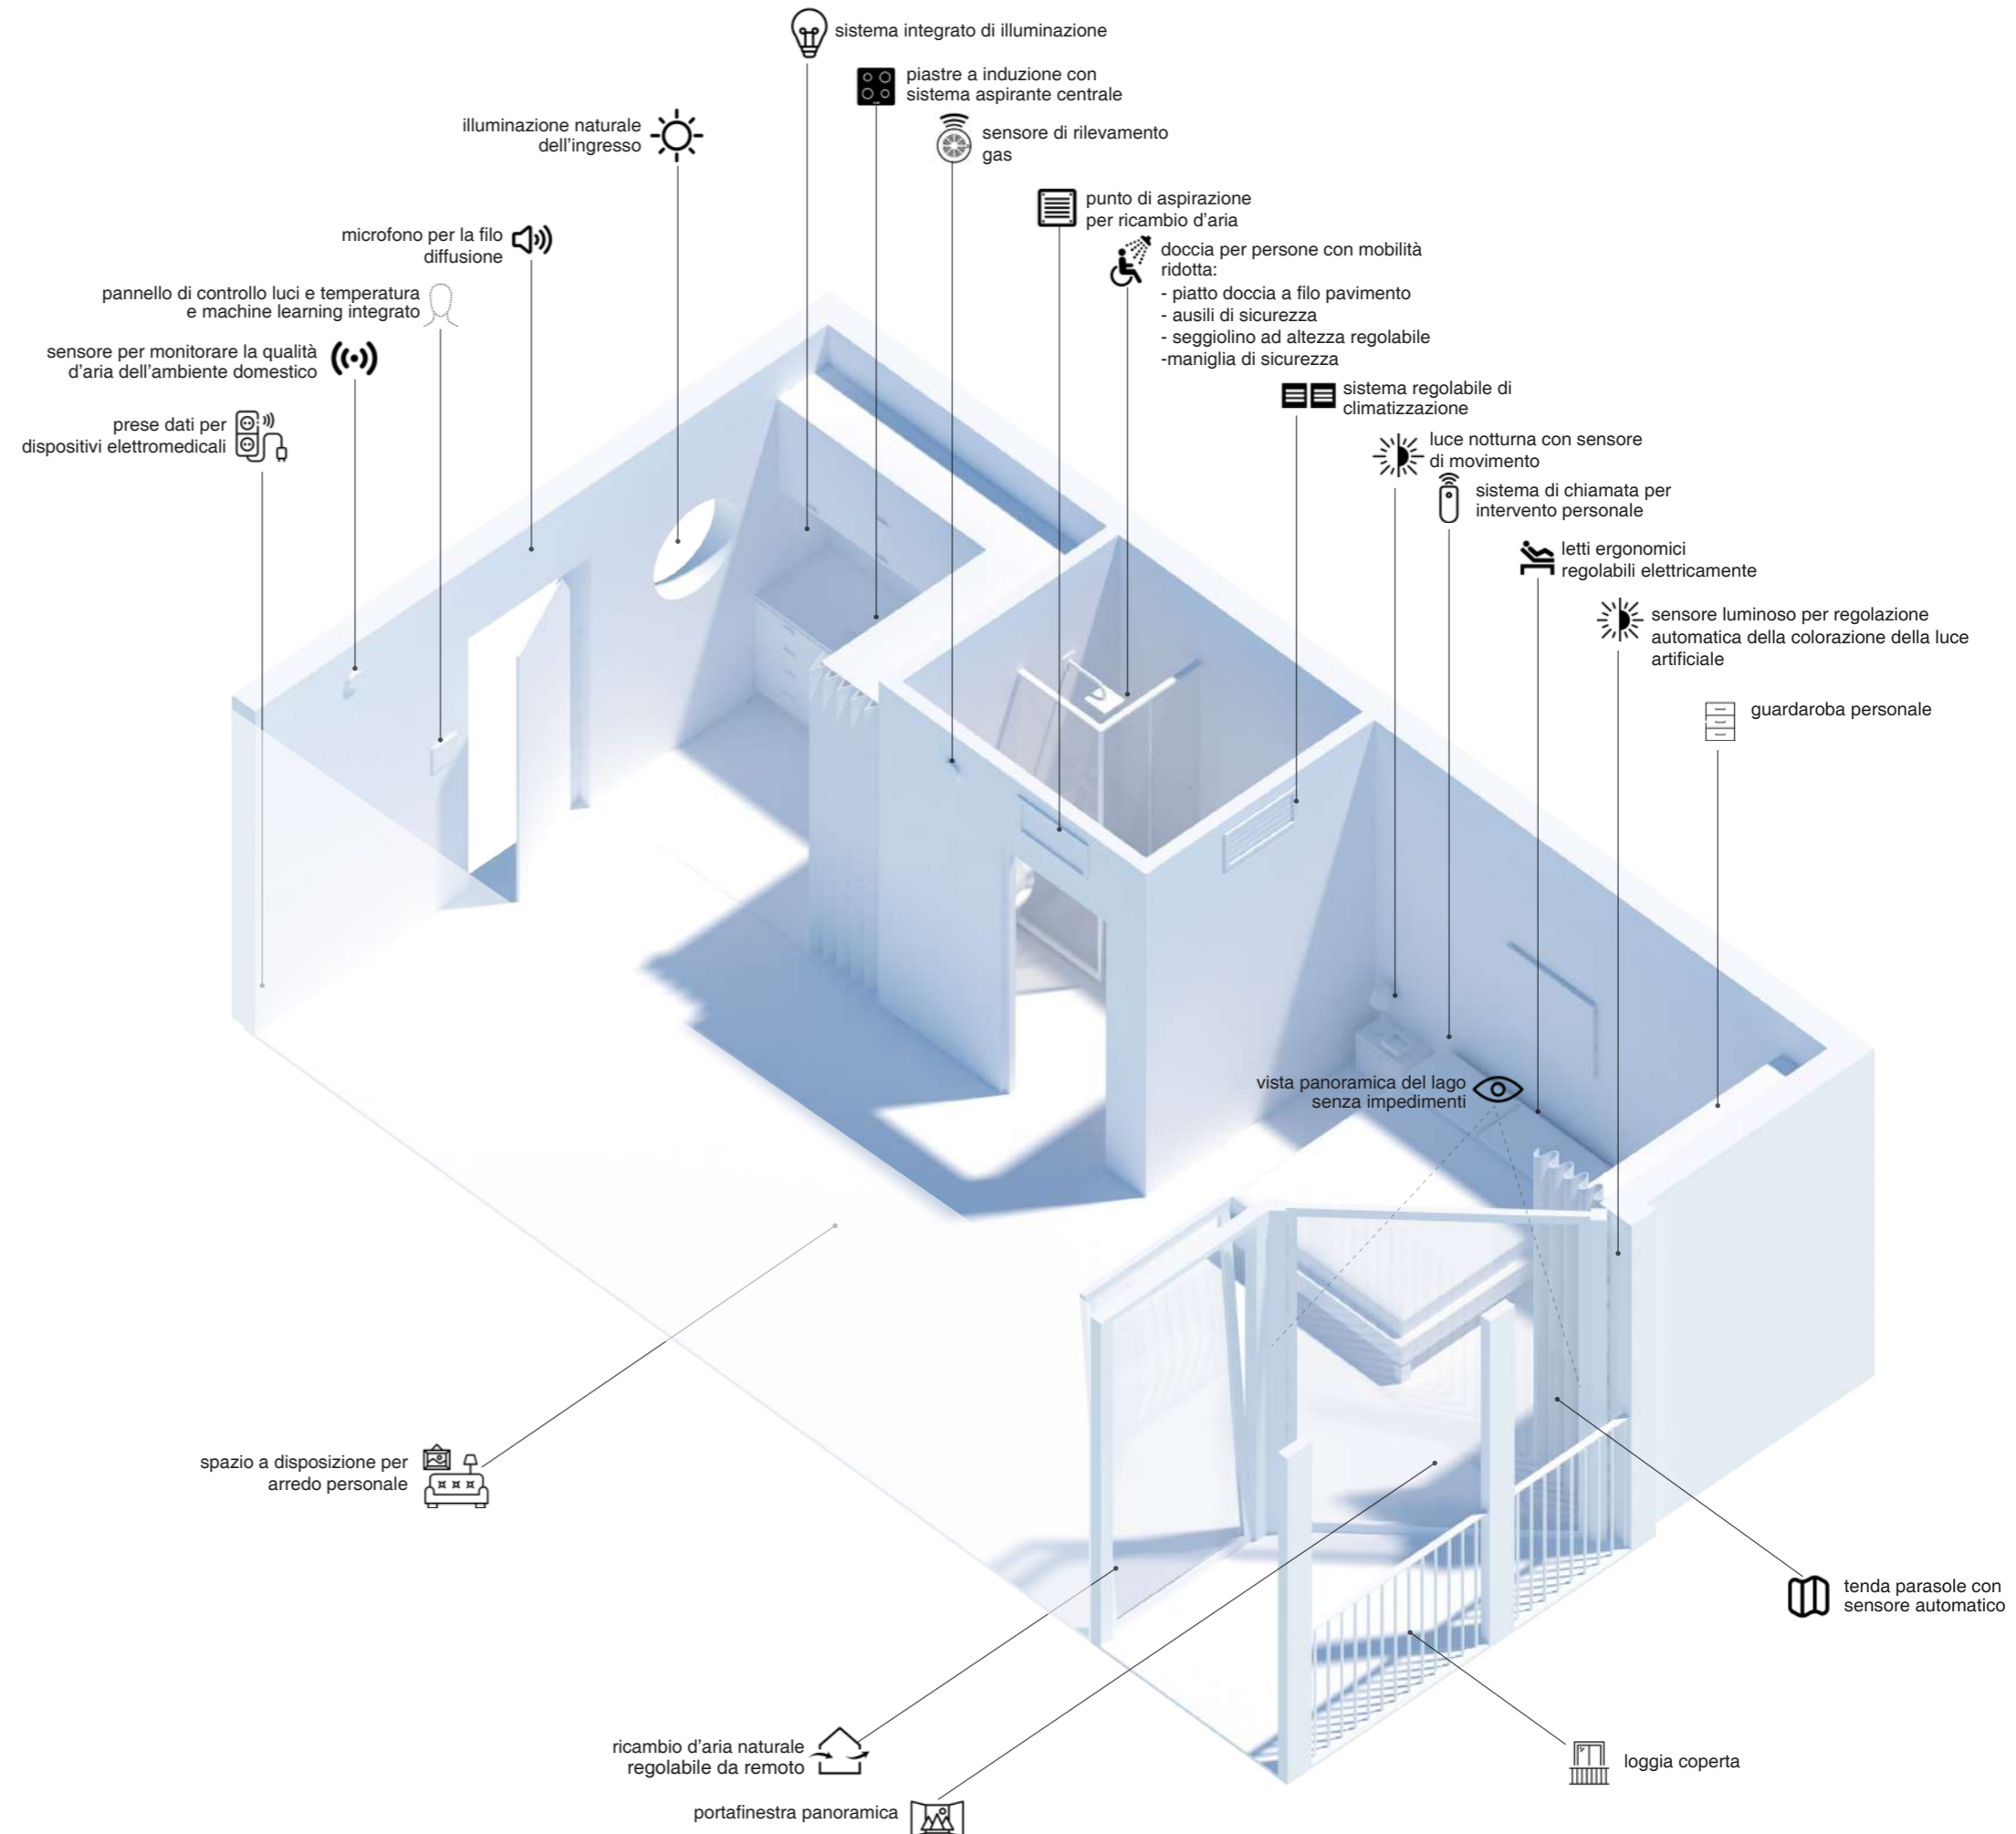 sistema integrato di illuminazione
piastre a induzione con
sistema aspirante centrale
illuminazione naturale
dell'ingresso
sensore di rilevamento
gas
punto di aspirazione
per ricambio d'aria
microfono per la filo
diffusione
doccia per persone con mobilità
ridotta:
- piatto doccia a filo pavimento
- ausili di sicurezza
- seggiolino ad altezza regolabile
-maniglia di sicurezza
pannello di controllo luci e temperatura
e machine learning integrato
sensore per monitorare la qualità
d'aria dell'ambiente domestico
sistema regolabile di
climatizzazione
prese dati per
dispositivi elettromedicali
luce notturna con sensore
di movimento
sistema di chiamata per
intervento personale
letti ergonomici
regolabili elettricamente
sensore luminoso per regolazione
automatica della colorazione della luce
artificiale
guardaroba personale
vista panoramica del lago
senza impedimenti
spazio a disposizione per
arredo personale
tenda parasole con
sensore automatico
ricambio d'aria naturale
regolabile da remoto
loggia coperta
portafinestra panoramica